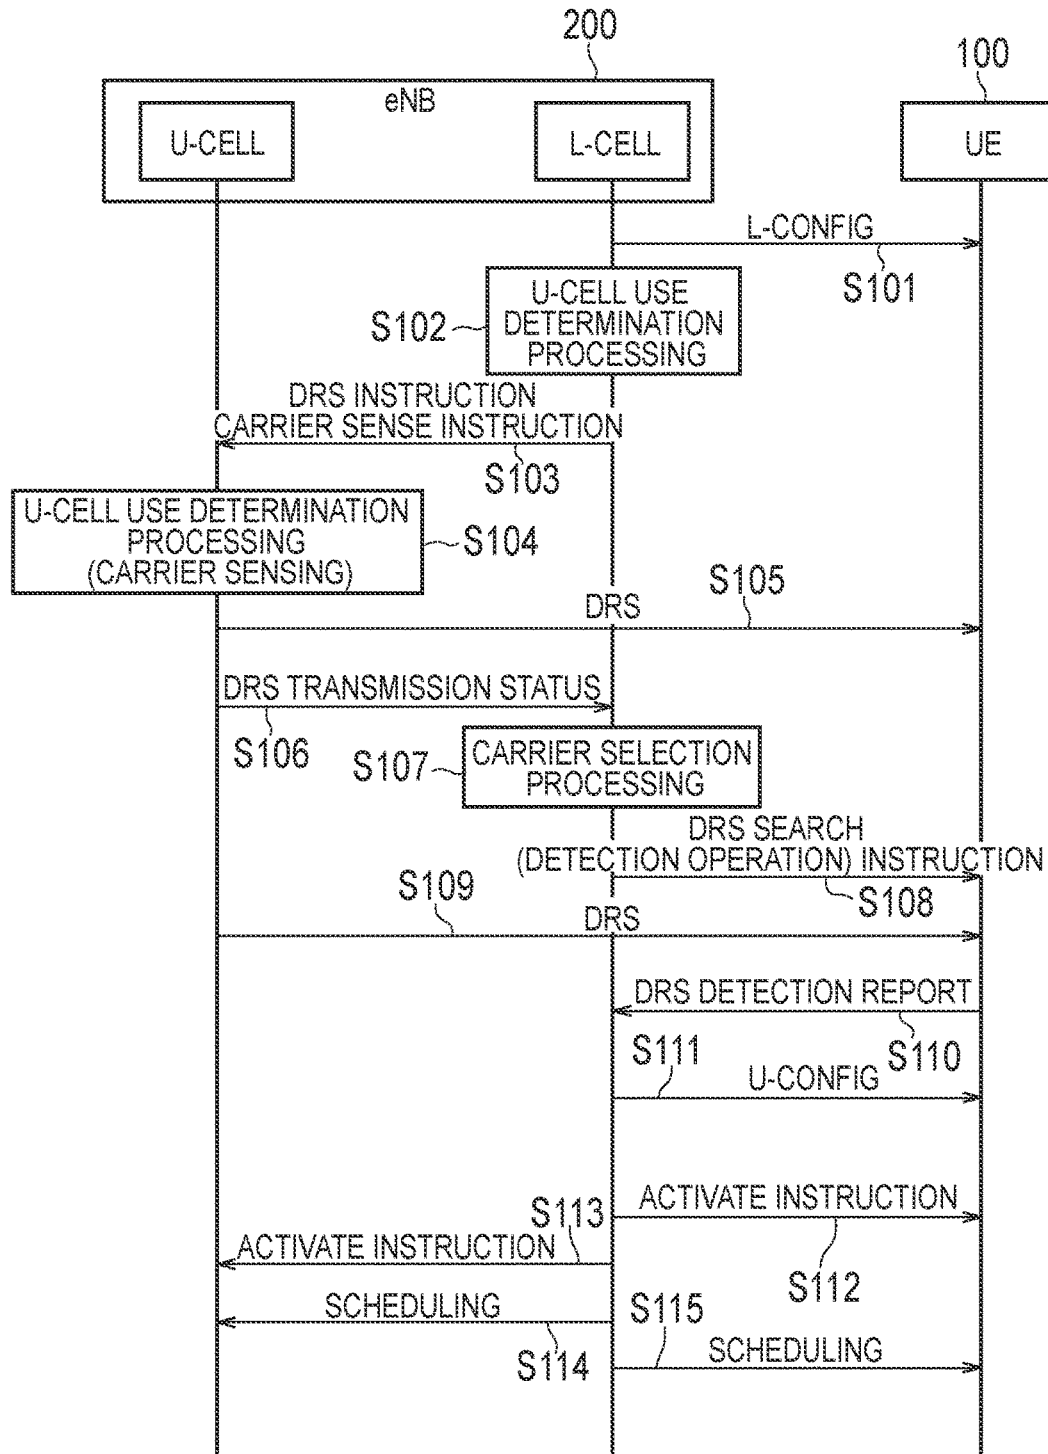 200
100
eNB
U-CELL
L-CELL
UE
L-CONFIG
S101
U-CELL USE
DETERMINATION
PROCESSING
S102
DRS INSTRUCTION
CARRIER SENSE INSTRUCTION
S103
U-CELL USE DETERMINATION
PROCESSING
(CARRIER SENSING)
S104
S105
DRS
DRS TRANSMISSION STATUS
S106
S107
CARRIER SELECTION
PROCESSING
DRS SEARCH
(DETECTION OPERATION) INSTRUCTION
S108
S109
DRS
DRS DETECTION REPORT
S110
S111
U-CONFIG
ACTIVATE INSTRUCTION
S112
S113
ACTIVATE INSTRUCTION
SCHEDULING
S114
S115
SCHEDULING